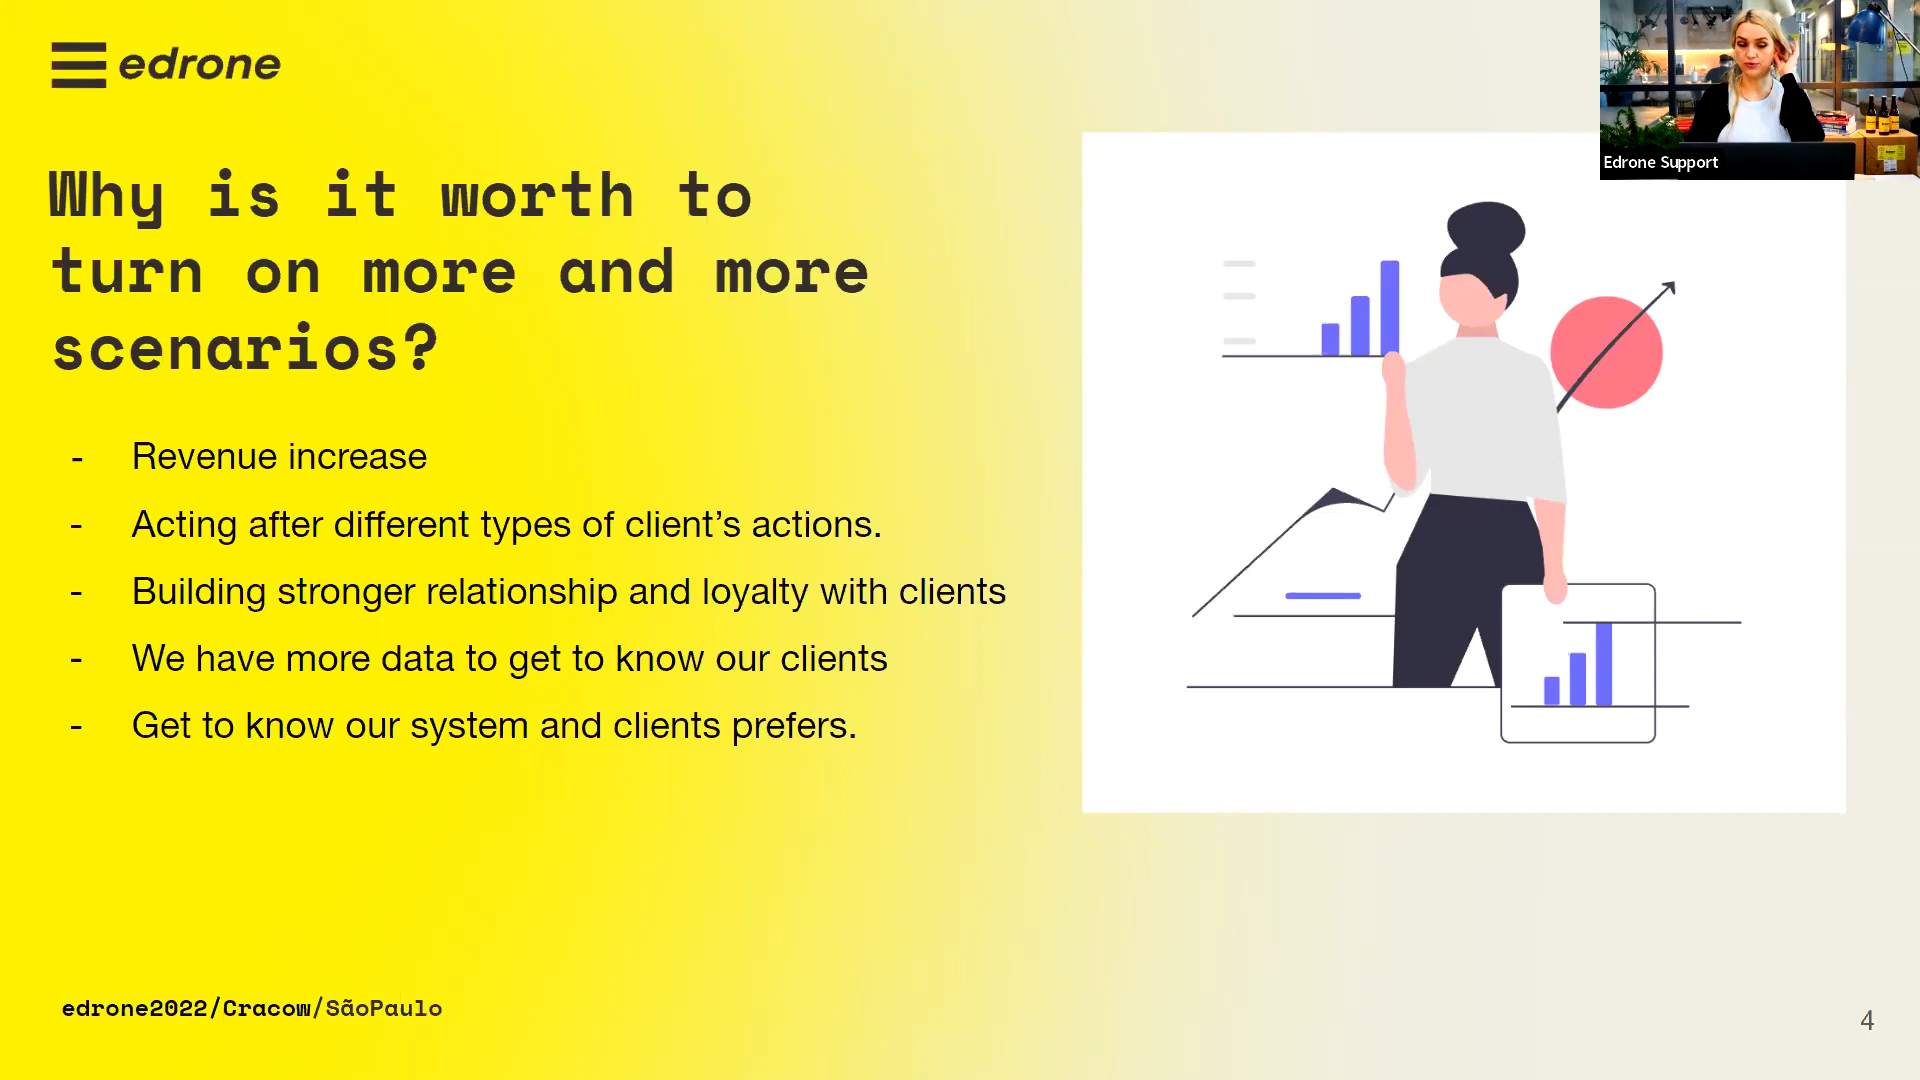 edrone
Edrone Support
Why is it worth to
turn on more and more
scenarios?
- Revenue increase
- Acting after different types of client’s actions.
- Building stronger relationship and loyalty with clients
- We have more data to get to know our clients
- Get to know our system and clients prefers.
edrone2022/Cracow/SãoPaulo
4